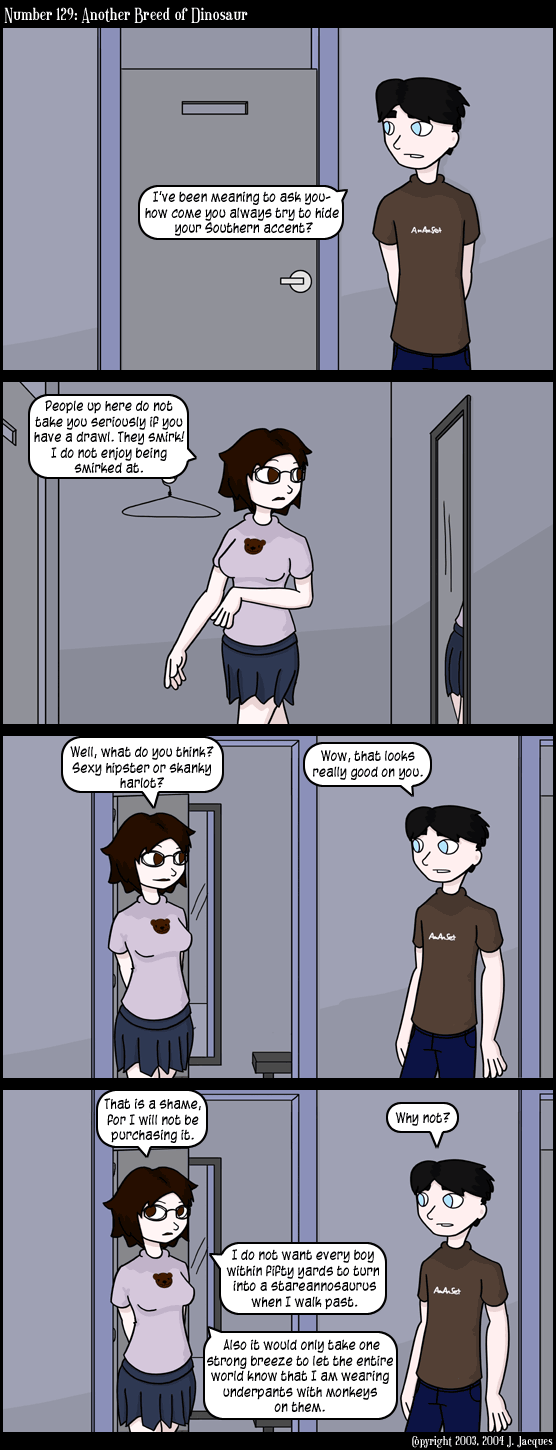 Number 129: Another Breed of Dinosaur
I've been meaning to ask you-
how come you always try to hide
your Southern accent?
AnAnSet
People up here do not
take you seriously if you
have a drawl. They smirk!
I do not enjoy being
smirked at.
Well, what do you think?
Sexy hipster or skanky
harlot?
Wow, that looks
really good on you.
AnAnSet
That is a shame,
for I will not be
purchasing it.
Why not?
I do not want every boy
within fifty yards to turn
into a stareannosaurus
when I walk past.
AnAnSet
Also it would only take one
strong breeze to let the entire
world know that I am wearing
underpants with monkeys
on them.
Copyright 2003, 2004 J. Jacques